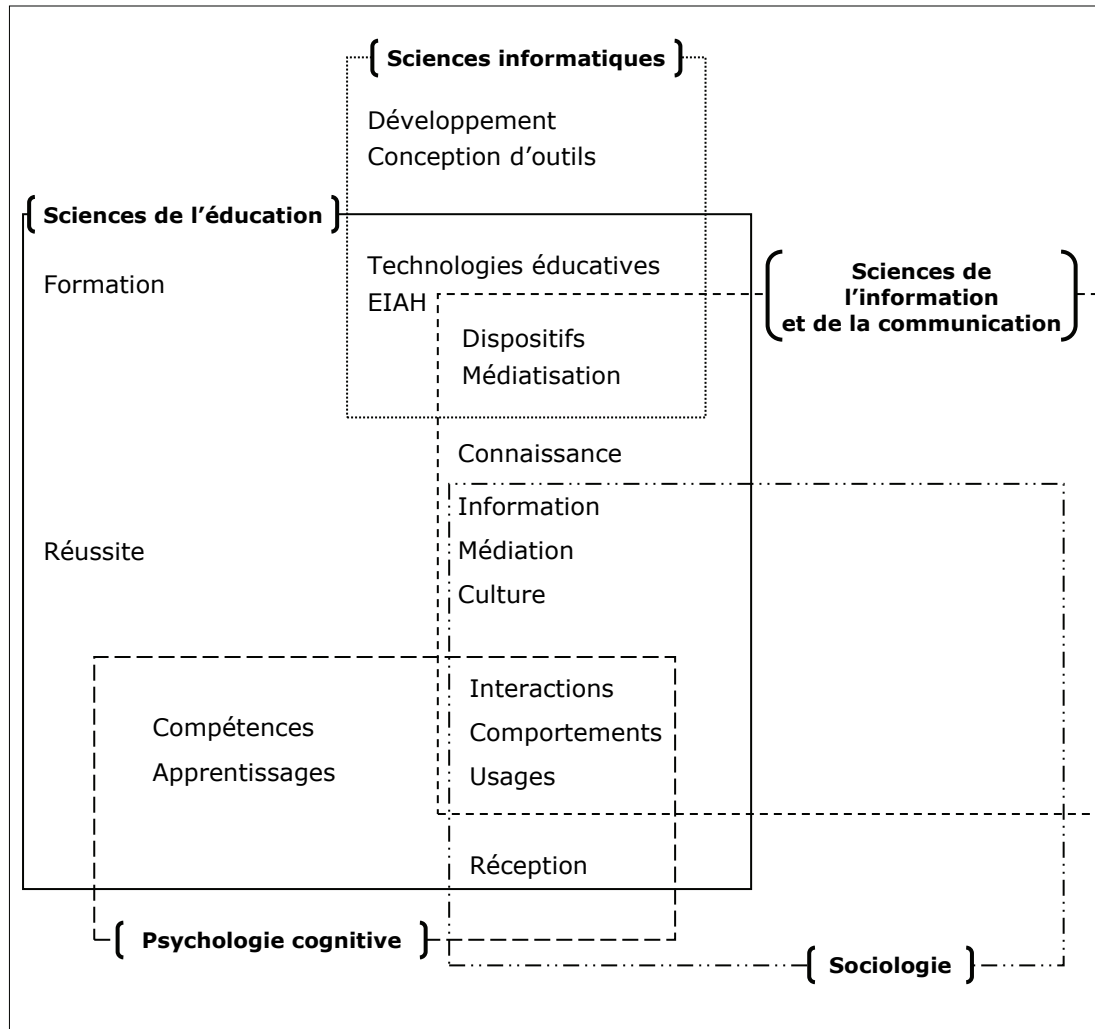 Sciences informatiques
Développement
Conception d’outils
Sciences de l’éducation
Formation
Technologies éducatives
EIAH
Sciences de
l’information
et de la communication
Dispositifs
Médiatisation
Connaissance
Information
Réussite
Médiation
Culture
Interactions
Compétences
Comportements
Apprentissages
Usages
Réception
Psychologie cognitive
Sociologie